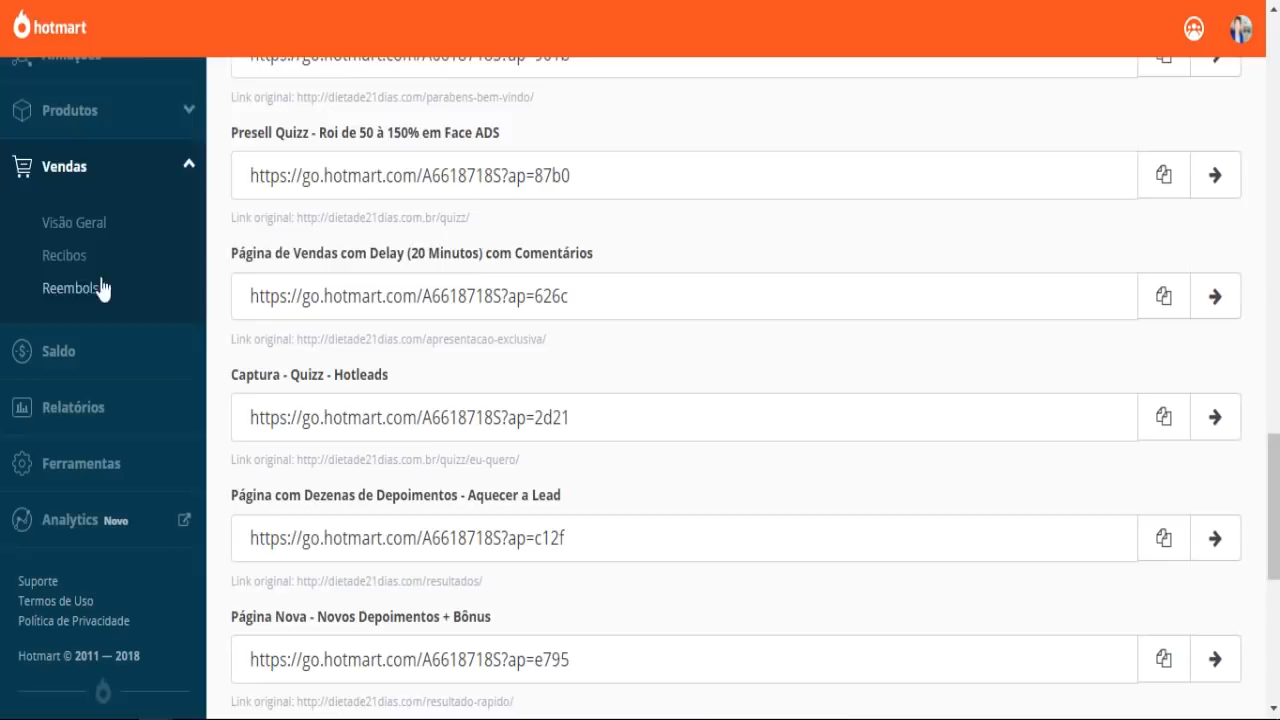 hotmart
Produtos
Vendas
Visão Geral
Recibos
Reembols
Saldo
Relatórios
Ferramentas
Analytics Novo
Suporte
Termos de Uso
Política de Privacidade
Hotmart © 2011 — 2018
Link original: http://dietade21dias.com/parabens-bem-vindo/
Presell Quizz - Roi de 50 à 150% em Face ADS
https://go.hotmart.com/A6618718S?ap=87b0
Link original: http://dietade21dias.com.br/quizz/
Página de Vendas com Delay (20 Minutos) com Comentários
https://go.hotmart.com/A6618718S?ap=626c
Link original: http://dietade21dias.com/apresentacao-exclusiva/
Captura - Quizz - Hotleads
https://go.hotmart.com/A6618718S?ap=2d21
Link original: http://dietade21dias.com.br/quizz/eu-quero/
Página com Dezenas de Depoimentos - Aquecer a Lead
https://go.hotmart.com/A6618718S?ap=c12f
Link original: http://dietade21dias.com/resultados/
Página Nova - Novos Depoimentos + Bônus
https://go.hotmart.com/A6618718S?ap=e795
Link original: http://dietade21dias.com/resultado-rapido/